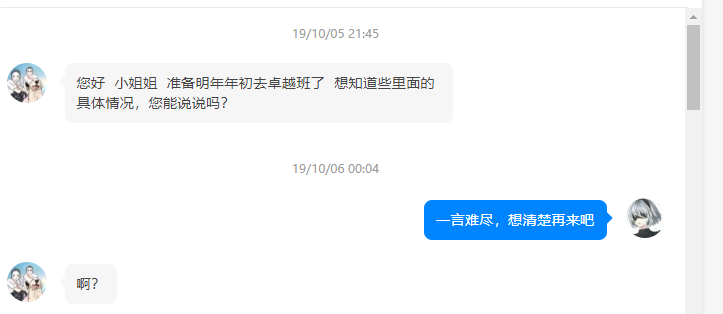 19/10/05 21:45
您好 小姐姐 准备明年年初去卓越班了 想知道些里面的
具体情况，您能说说吗？
19/10/06 00:04
一言难尽，想清楚再来吧
啊？